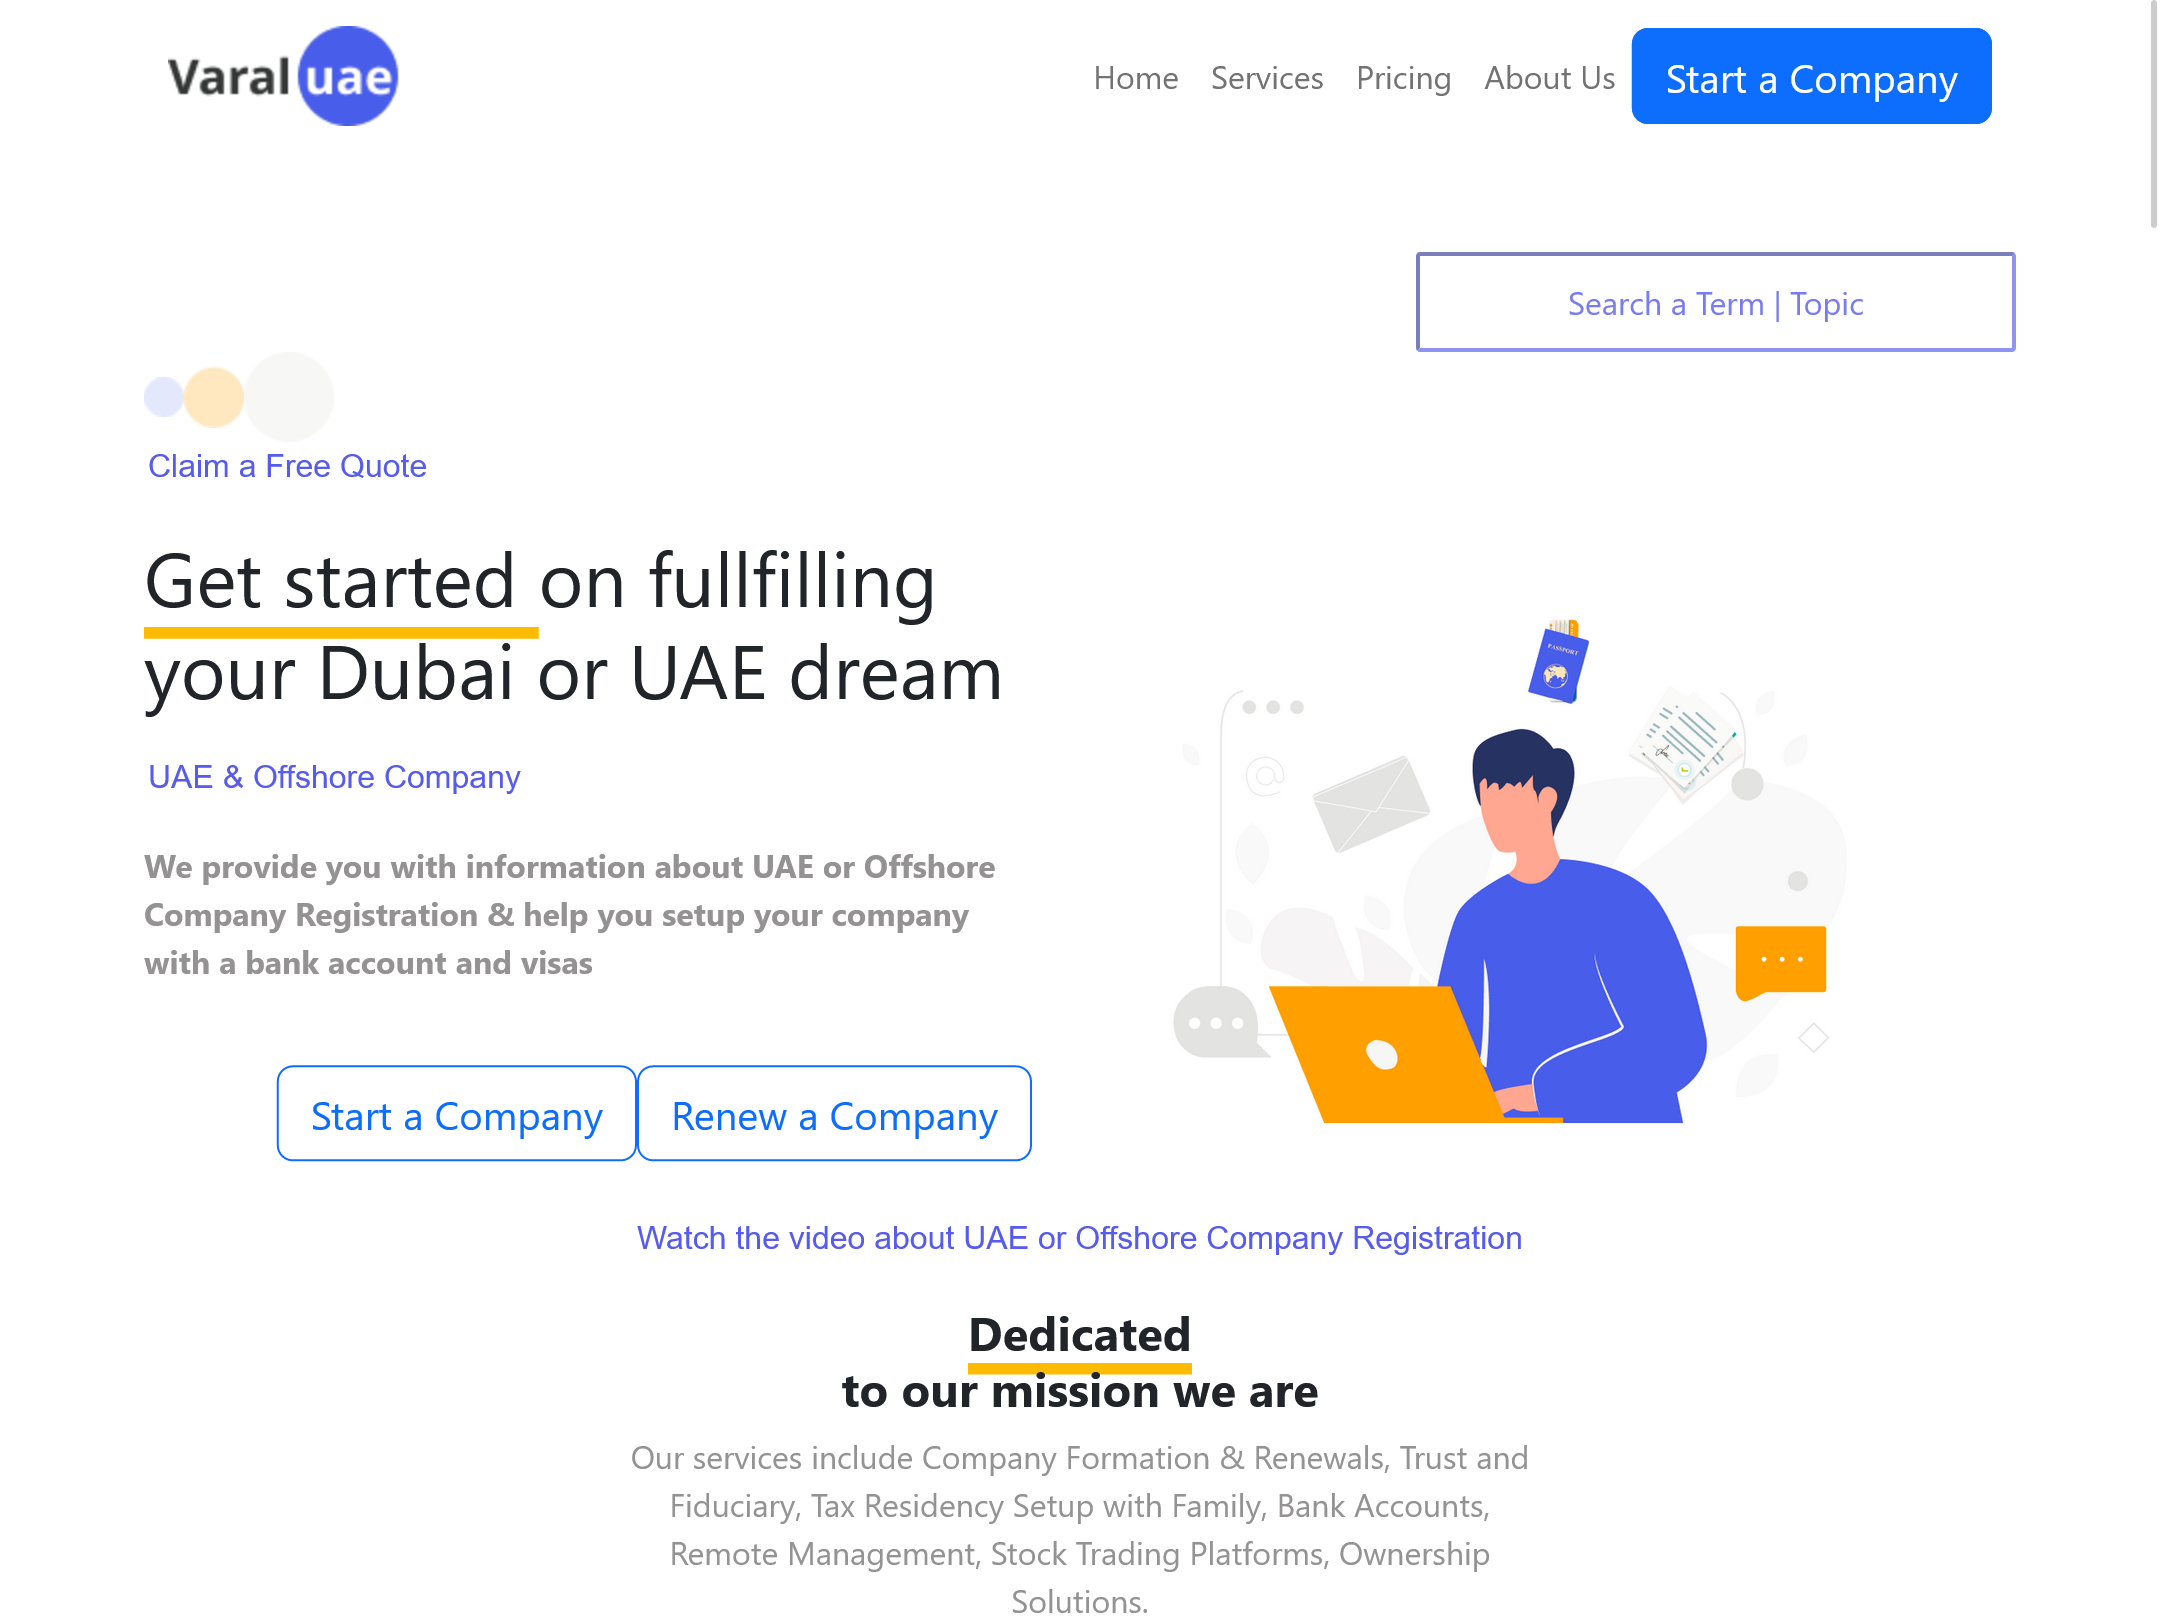 Varal uae
Home Services Pricing About Us Start a Company
Search a Term | Topic
Claim a Free Quote
Get started on fullfilling
your Dubai or UAE dream
UAE & Offshore Company
We provide you with information about UAE or Offshore
Company Registration & help you setup your company
with a bank account and visas
PASSPORT
Start a Company Renew a Company
Watch the video about UAE or Offshore Company Registration
Dedicated
to our mission we are
Our services include Company Formation & Renewals, Trust and
Fiduciary, Tax Residency Setup with Family, Bank Accounts,
Remote Management, Stock Trading Platforms, Ownership
Solutions.